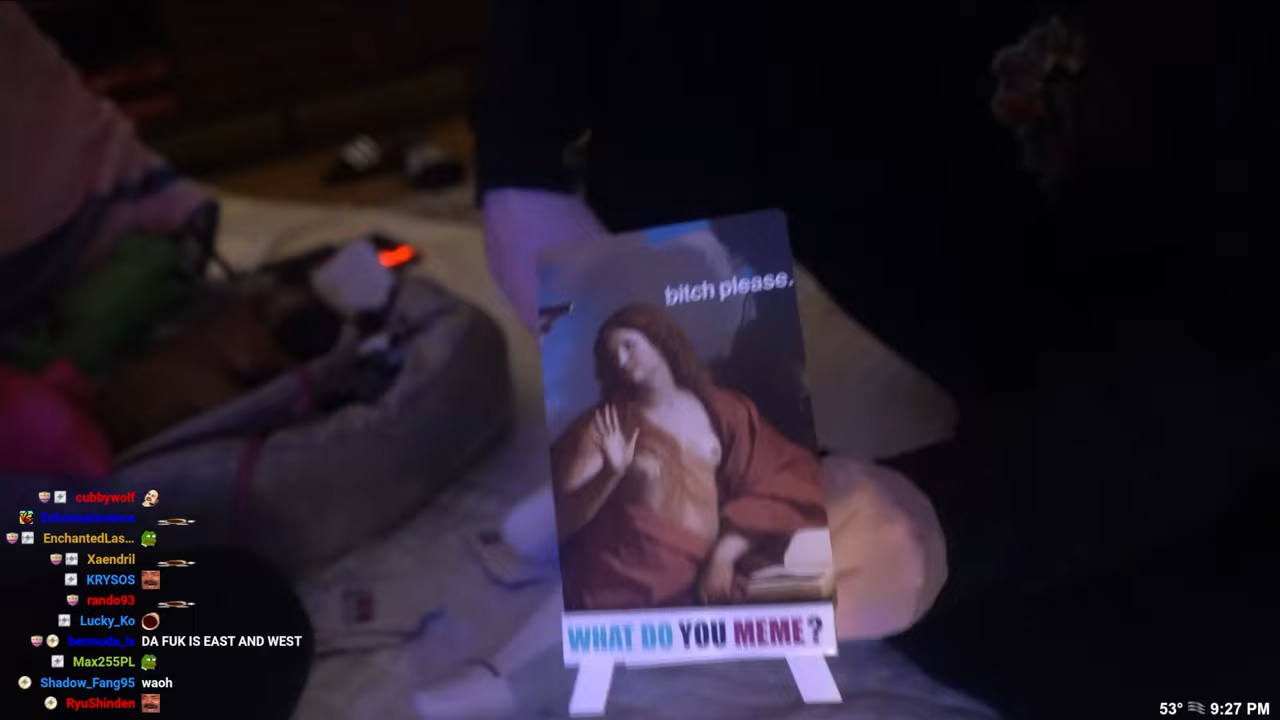 bitch please.
WHAT DO YOU MEME?
cubbywolf
EnchantedLas...
Xaendril
KRYSOS
rando93
Lucky_Ko
bermuda_is DA FUK IS EAST AND WEST
Max255PL
Shadow_Fang95 waoh
RyuShinden
53° 9:27 PM